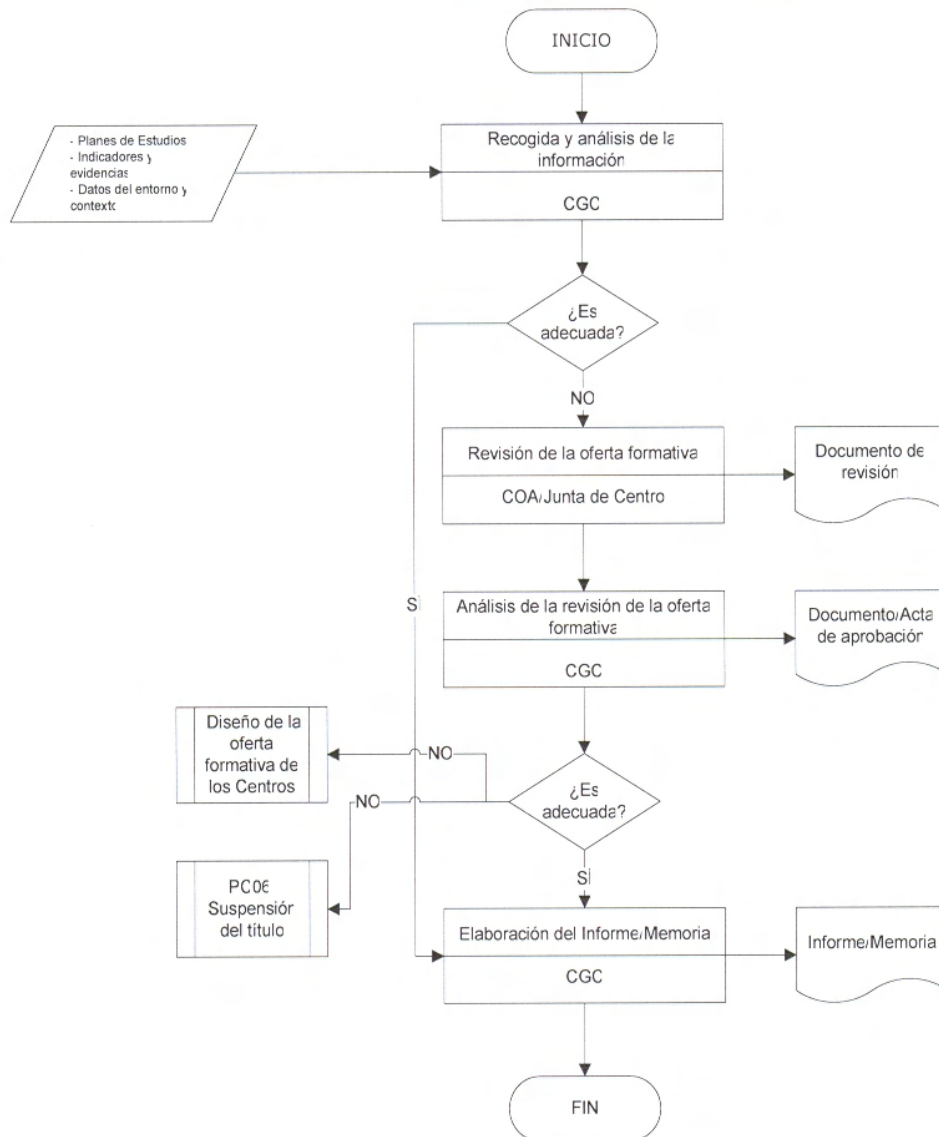 INICIO
- Planes de Estudios
- Indicadores y
evidencias
- Datos del entorno y
contexto
Recogida y análisis de la
información
CGC
¿Es
adecuada?
NO
Revisión de la oferta formativa
COA/Junta de Centro
Documento de
revisión
SÍ
Análisis de la revisión de la oferta
formativa
CGC
Documento/Acta
de aprobación
Diseño de la
oferta
formativa de
los Centros
NO
NO
¿Es
adecuada?
SÍ
PC06
Suspensión
del título
Elaboración del Informe/Memoria
CGC
Informe/Memoria
FIN